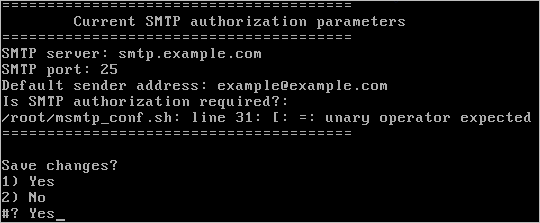 ========================================
Current SMTP authorization parameters
========================================
SMTP server: smtp.example.com
SMTP port: 25
Default sender address: example@example.com
Is SMTP authorization required?:
/root/msmtp_conf.sh: line 31: [: =: unary operator expected
========================================
Save changes?
1) Yes
2) No
#? Yes_